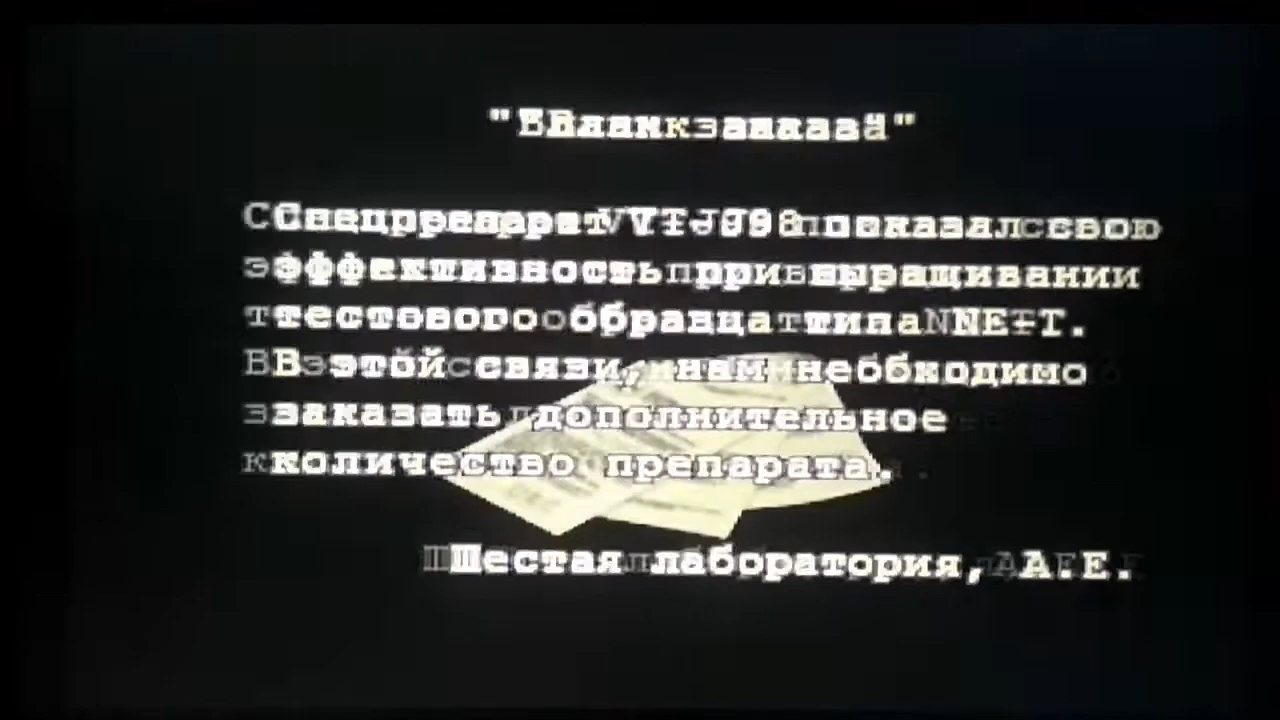 "Бланк заказа"
Спецпрепарат VT-J98 показал свою
эффективность при выращивании
тестового образца типа NE-T.
В этой связи, нам необходимо
заказать дополнительное
количество препарата.
Шестая лаборатория, А.Е.